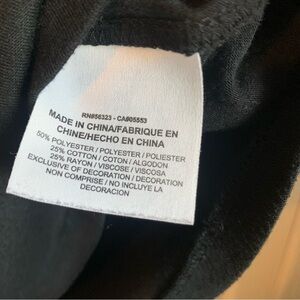 RN#56323 - CA#05553
MADE IN CHINA/FABRIQUE EN
CHINE/HECHO EN CHINA
50% POLYESTER / POLYESTER / POLIESTER
25% COTTON / COTON / ALGODON
25% RAYON / VISCOSE / VISCOSA
EXCLUSIVE OF DECORATION / DECORATION
NON COMPRISE / NO INCLUYE LA
DECORACION